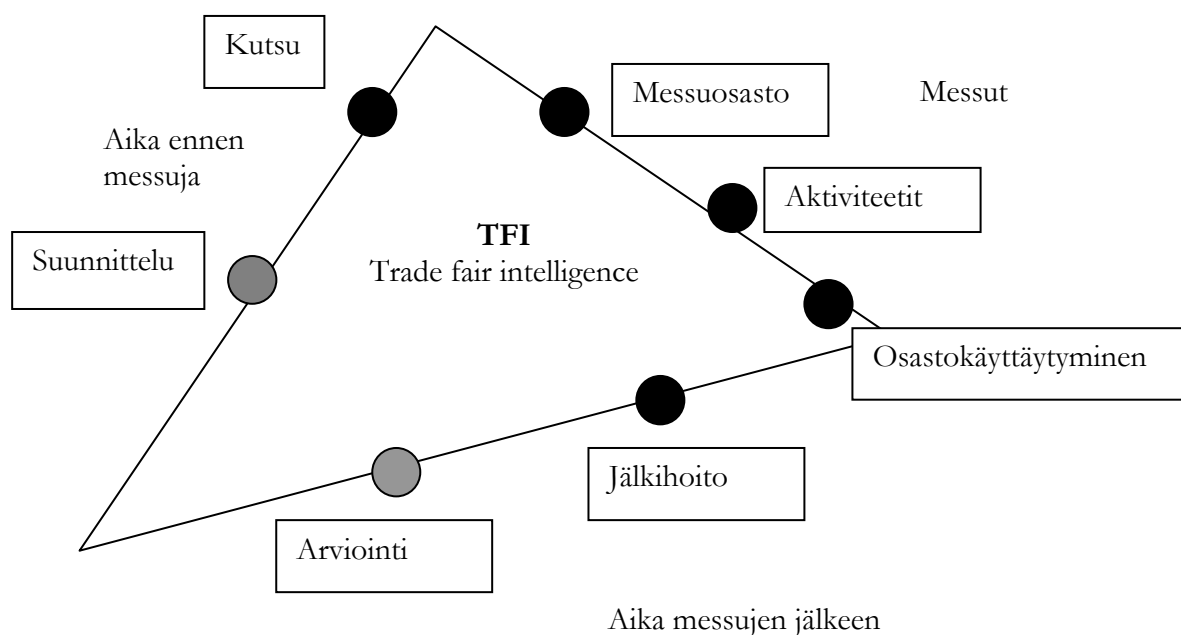 Kutsu
Messuosasto
Messut
Aika ennen
messuja
Aktiviteetit
TFI
Suunnittelu
Trade fair intelligence
Osastokäyttäytyminen
Jälkihoito
Arviointi
Aika messujen jälkeen